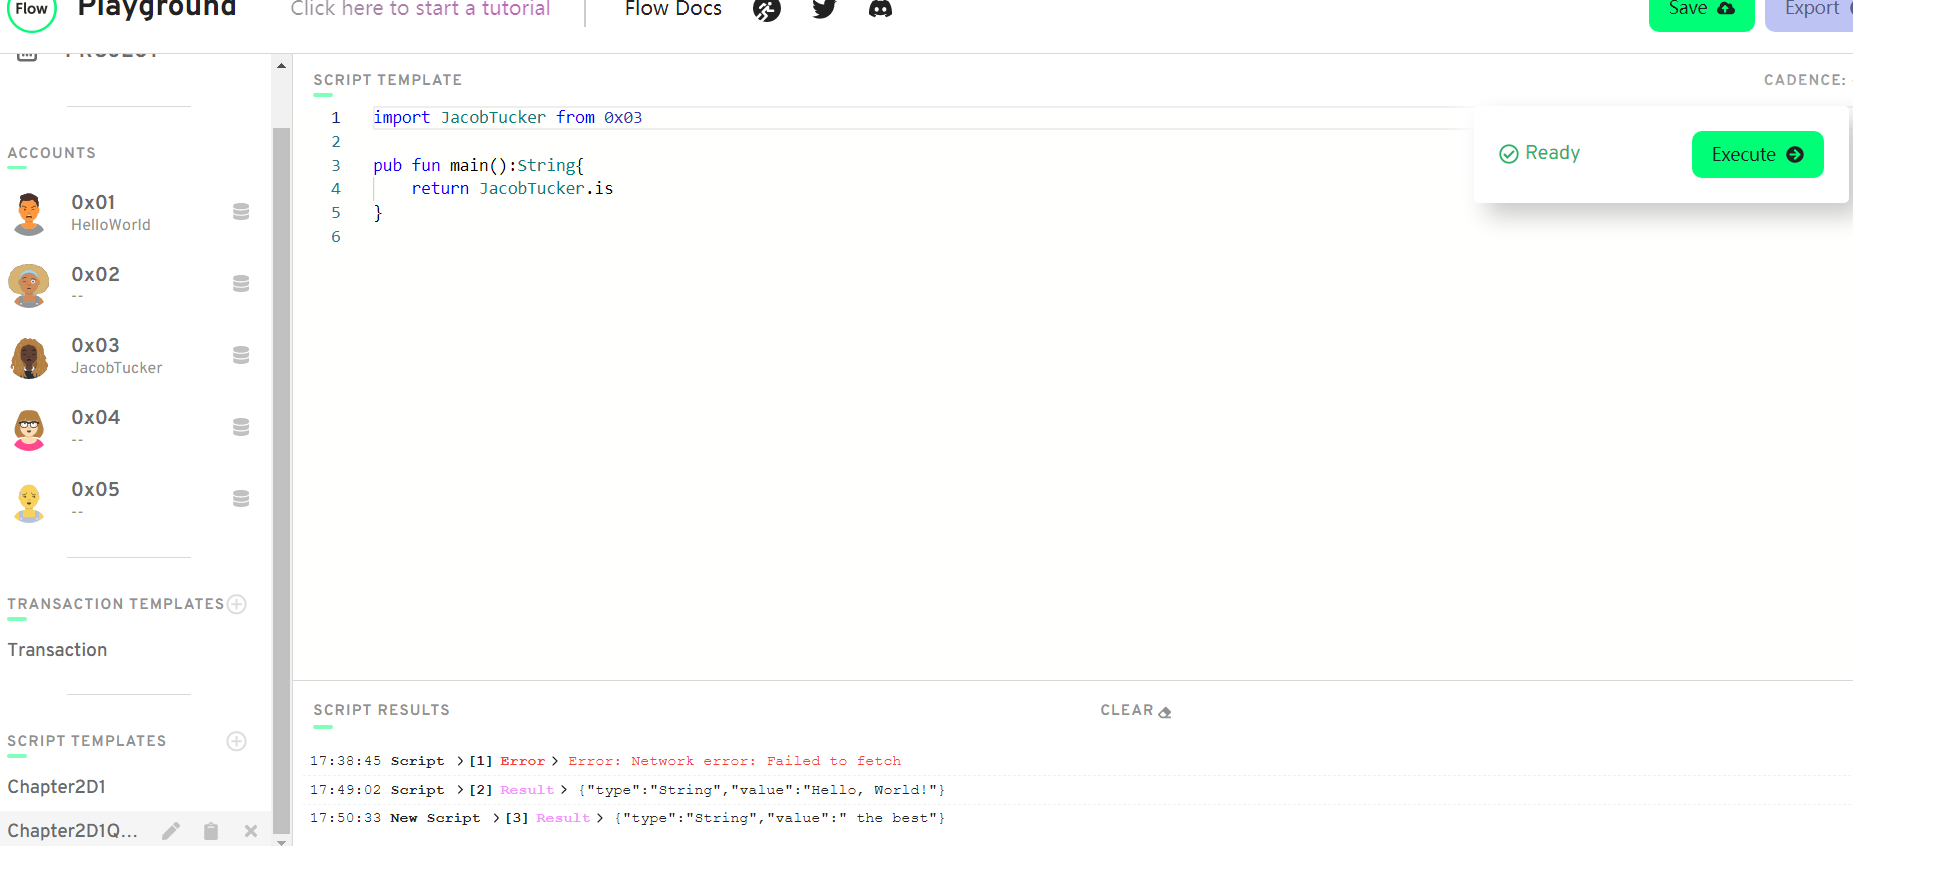 Flow Playground Click here to start a tutorial Flow Docs Save Export
PROJECT
SCRIPT TEMPLATE CADENCE:
1 import JacobTucker from 0x03
2
3 pub fun main():String{
4 return JacobTucker.is
5 }
6
Ready Execute
ACCOUNTS
0x01
HelloWorld
0x02
--
0x03
JacobTucker
0x04
--
0x05
--
TRANSACTION TEMPLATES
Transaction
SCRIPT TEMPLATES
Chapter2D1
Chapter2D1Q...
SCRIPT RESULTS CLEAR
17:38:45 Script >[1] Error > Error: Network error: Failed to fetch
17:49:02 Script >[2] Result > {"type":"String","value":"Hello, World!"}
17:50:33 New Script >[3] Result > {"type":"String","value":" the best"}